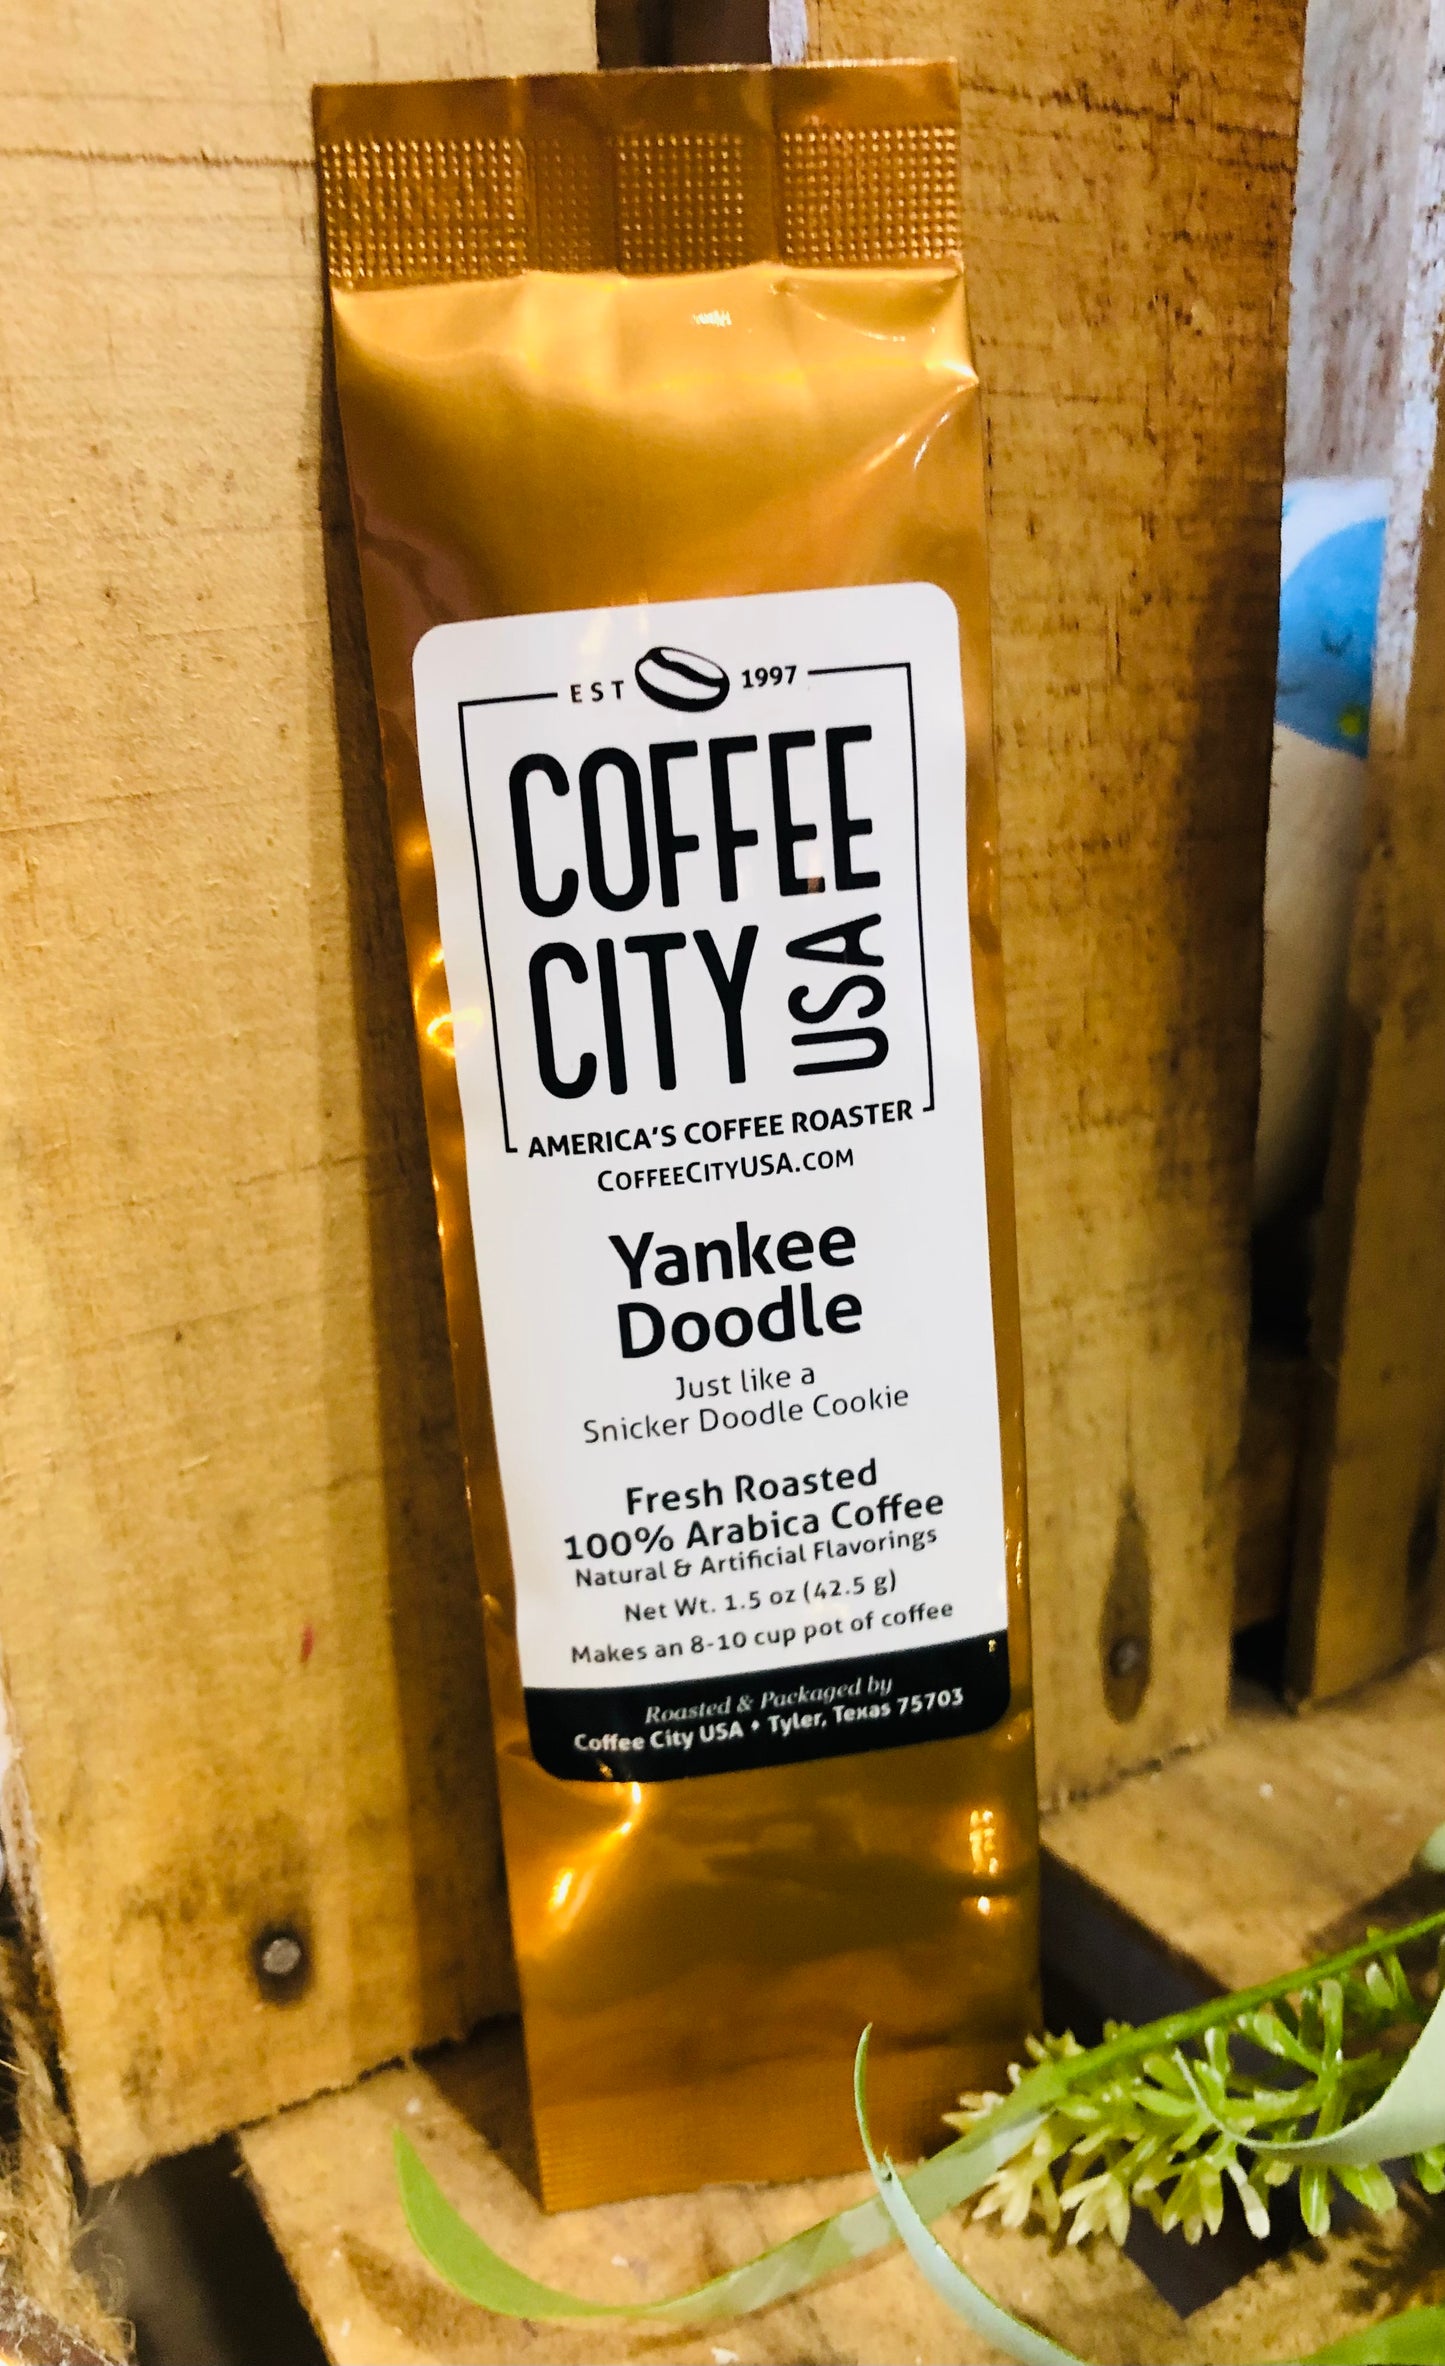 EST 1997
COFFEE
CITY USA
AMERICA'S COFFEE ROASTER
COFFEECITYUSA.COM
Yankee
Doodle
Just like a
Snicker Doodle Cookie
Fresh Roasted
100% Arabica Coffee
Natural & Artificial Flavorings
Net Wt. 1.5 oz (42.5 g)
Makes an 8-10 cup pot of coffee
Roasted & Packaged by
Coffee City USA • Tyler, Texas 75703